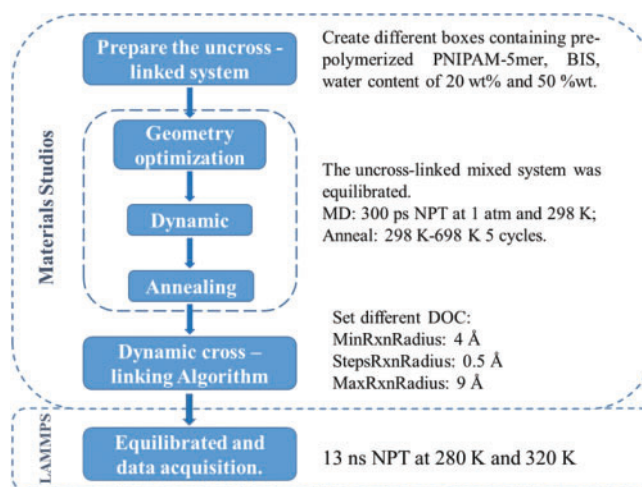 Prepare the uncross -
linked system
Create different boxes containing pre-
polymerized PNIPAM-5mer, BIS,
water content of 20 wt% and 50 %wt.
Materials Studios
Geometry
optimization
Dynamic
Annealing
The uncross-linked mixed system was
equilibrated.
MD: 300 ps NPT at 1 atm and 298 K;
Anneal: 298 K-698 K 5 cycles.
Dynamic cross –
linking Algorithm
Set different DOC:
MinRxnRadius: 4 Å
StepsRxnRadius: 0.5 Å
MaxRxnRadius: 9 Å
LAMMPS
Equilibrated and
data acquisition.
13 ns NPT at 280 K and 320 K